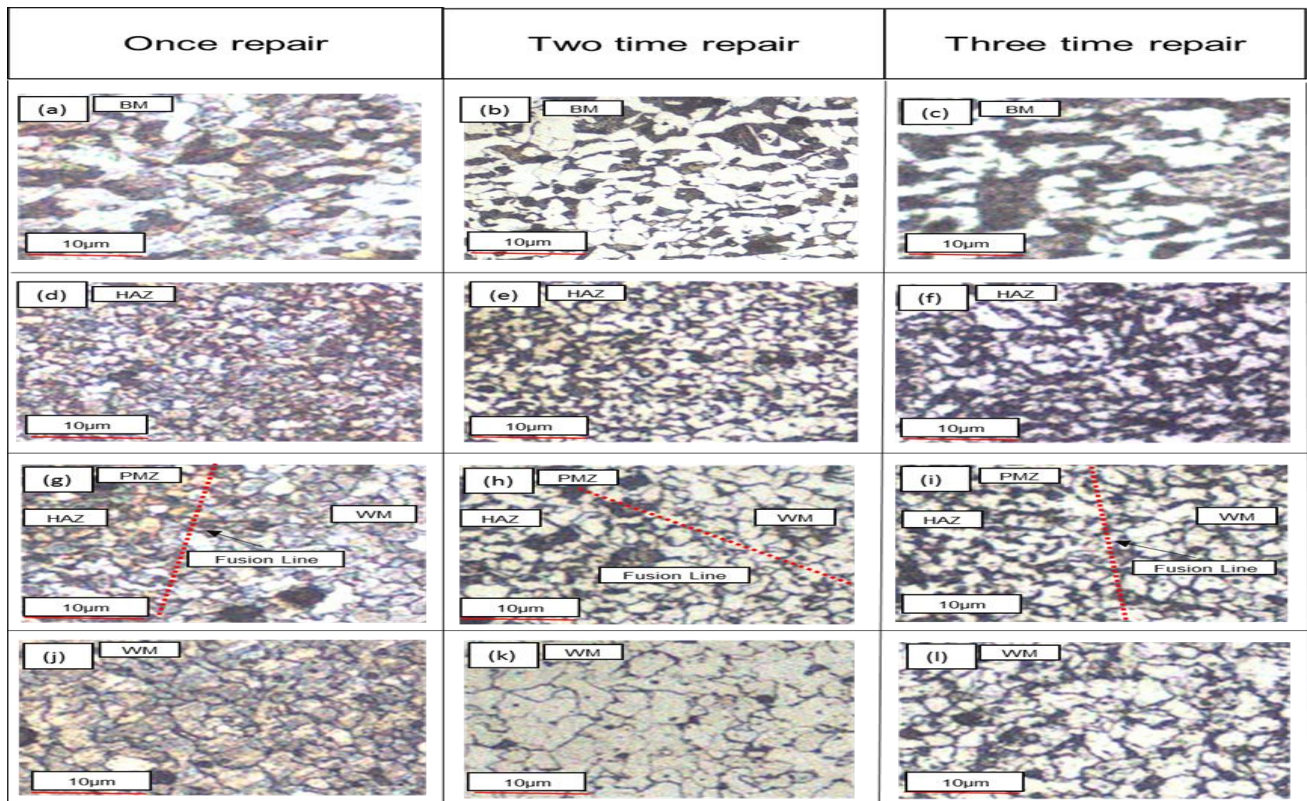 Once repair
Two time repair
Three time repair
(a)
BM
10µm
(b)
BM
10µm
(c)
BM
10µm
(d)
HAZ
10µm
(e)
HAZ
10µm
(f)
HAZ
10µm
(g)
PMZ
HAZ
WM
Fusion Line
10µm
(h)
PMZ
HAZ
WM
Fusion Line
10µm
(i)
PMZ
HAZ
WM
Fusion Line
10µm
(j)
WM
10µm
(k)
WM
10µm
(l)
WM
10µm